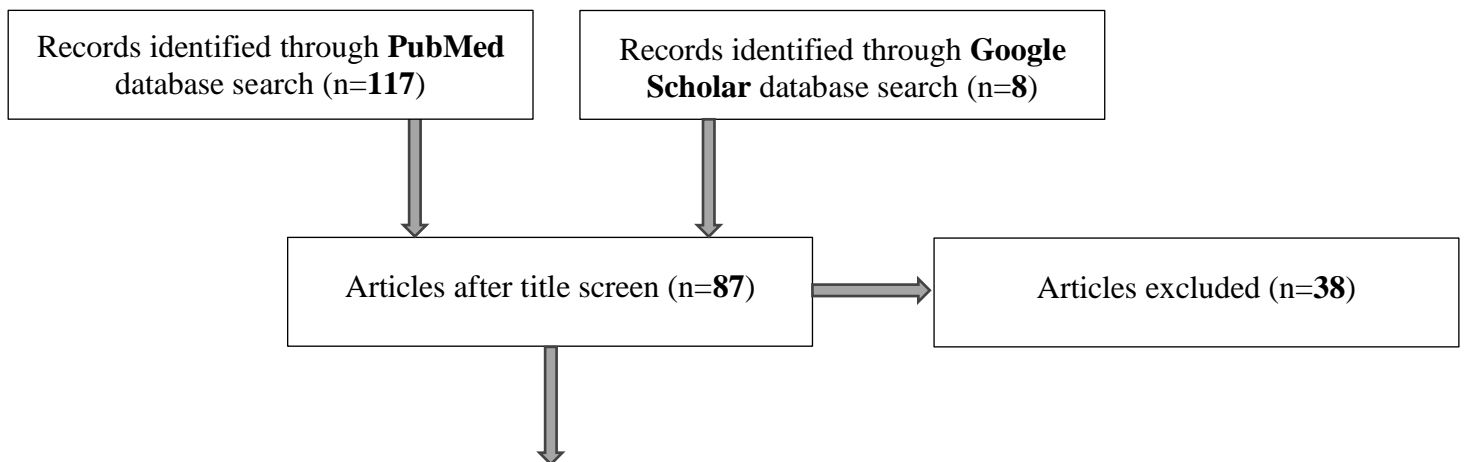 Records identified through PubMed
database search (n=117)
Records identified through Google
Scholar database search (n=8)
Articles after title screen (n=87)
Articles excluded (n=38)